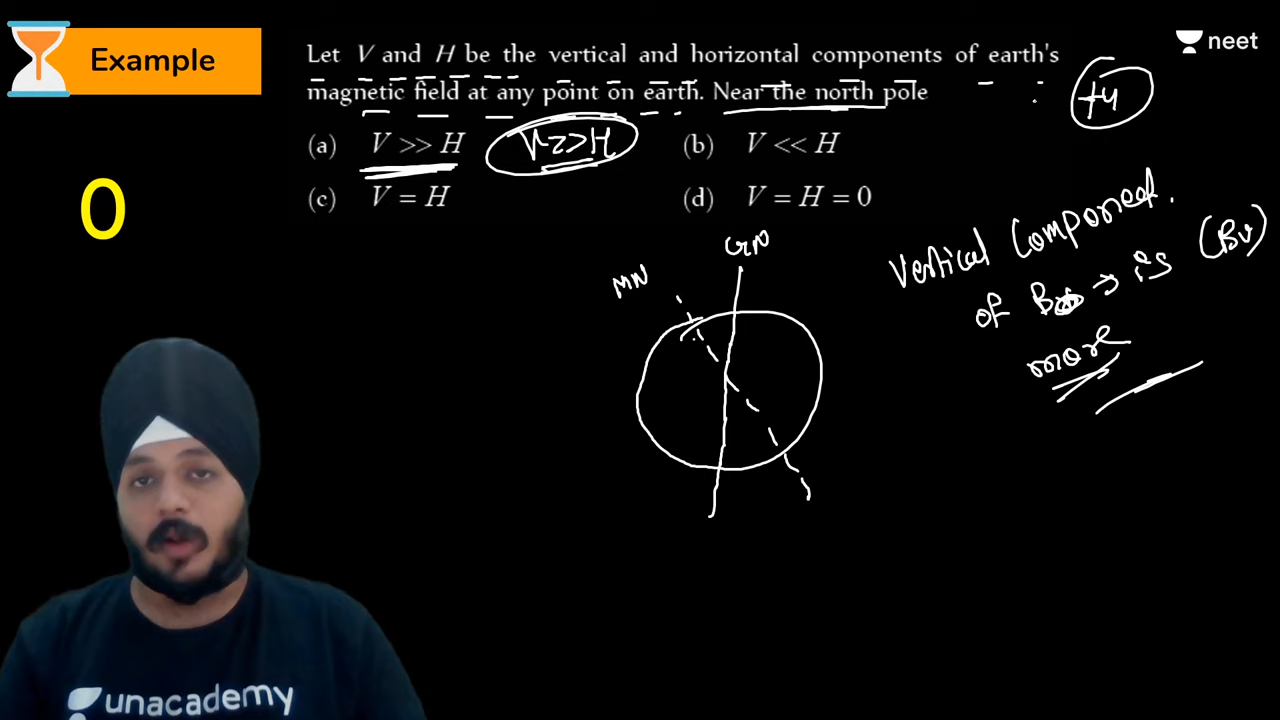 Example
neet
Let V and H be the vertical and horizontal components of earth's
magnetic field at any point on earth. Near the north pole
+4
(a) V >> H V >> H (b) V << H
(c) V = H (d) V = H = 0
0
GN
MN
Vertical Component.
of B → is (Bv)
more
unacademy